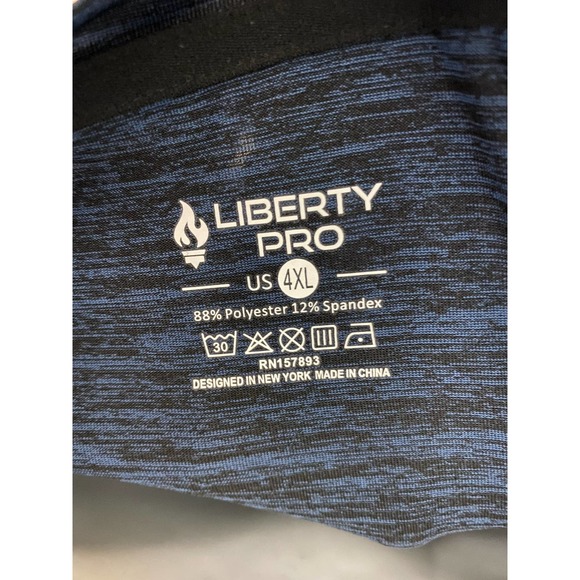 LIBERTY
PRO
US 4XL
88% Polyester 12% Spandex
30
RN157893
DESIGNED IN NEW YORK MADE IN CHINA